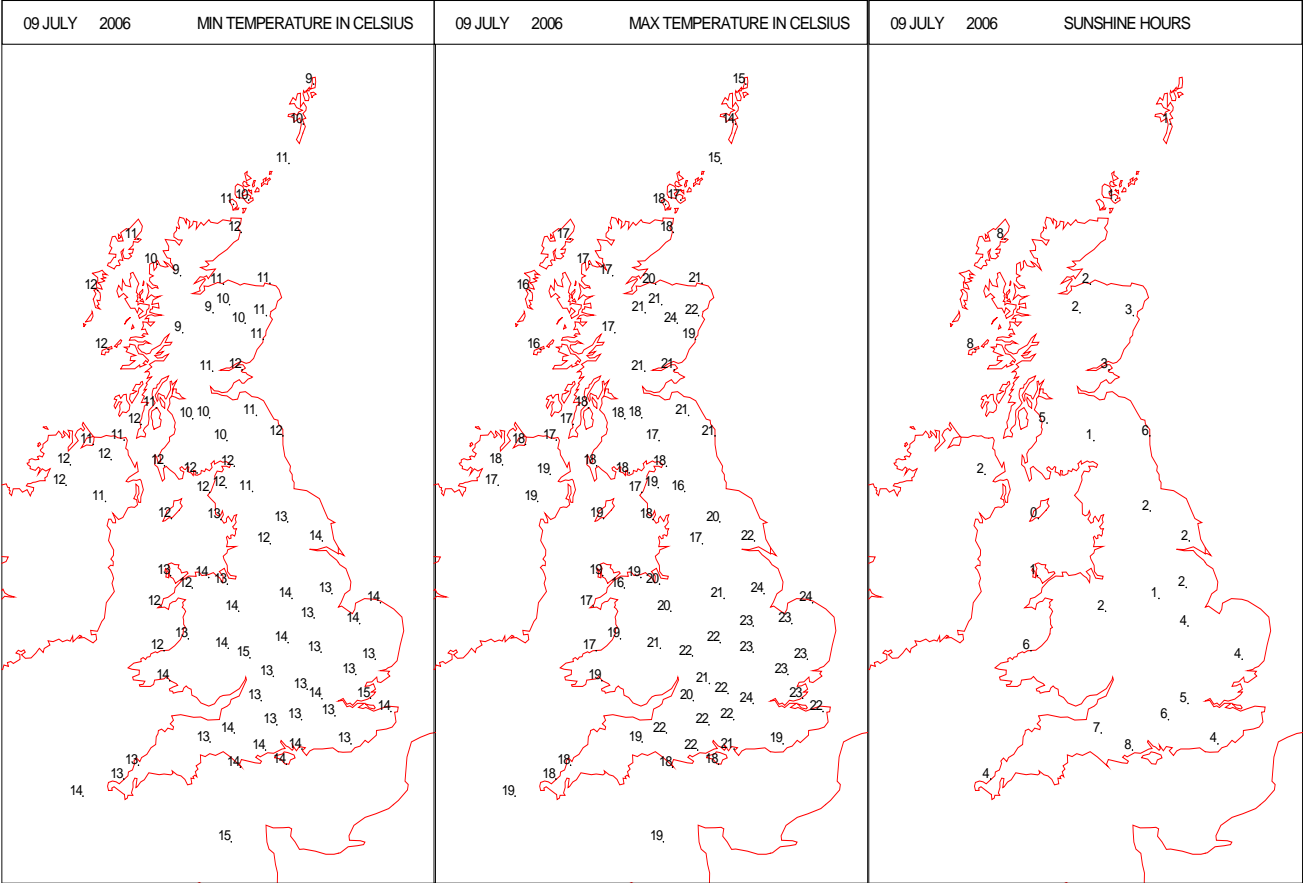 09 JULY 2006 MIN TEMPERATURE IN CELSIUS
09 JULY 2006 MAX TEMPERATURE IN CELSIUS
09 JULY 2006 SUNSHINE HOURS
9
10
11
11 10
12
11
10
9
12
11 11
10
9 11
10
9 11
12
11 12
11
12
10 10 11
12
11 11
10
12 12
12 12 12
12
12 12 11
11
12 13 13
12 14
13 14
12 13 14 13
12 14 13 14
13 14
12 13 14 13
14 15 13
13 13
13 13 14 15
14
13 14 13 13
13 14 14 13
13 14 14
13
14
15
15
14
15
18 17
18
17
17
17
16
20 21
21
21 22
24
17 19
16
21 21
18
17
18 18 21
21
18 17
17
18 19
18 18 18
17
17 19 16
19
19 18 20
17 22
19 19
16 20 21 24
17 20 24
23 23
17 19 21 22 23
22 23
19 21 23
20 22 24 23
22
22 22 22
19 22 21 19
18 18 18
18
19
19
1
1
8
2
2 3
8
3
5
1 6
2
0 2
2
1
2 1 2
4
6 4
5
7 6
8 4
4